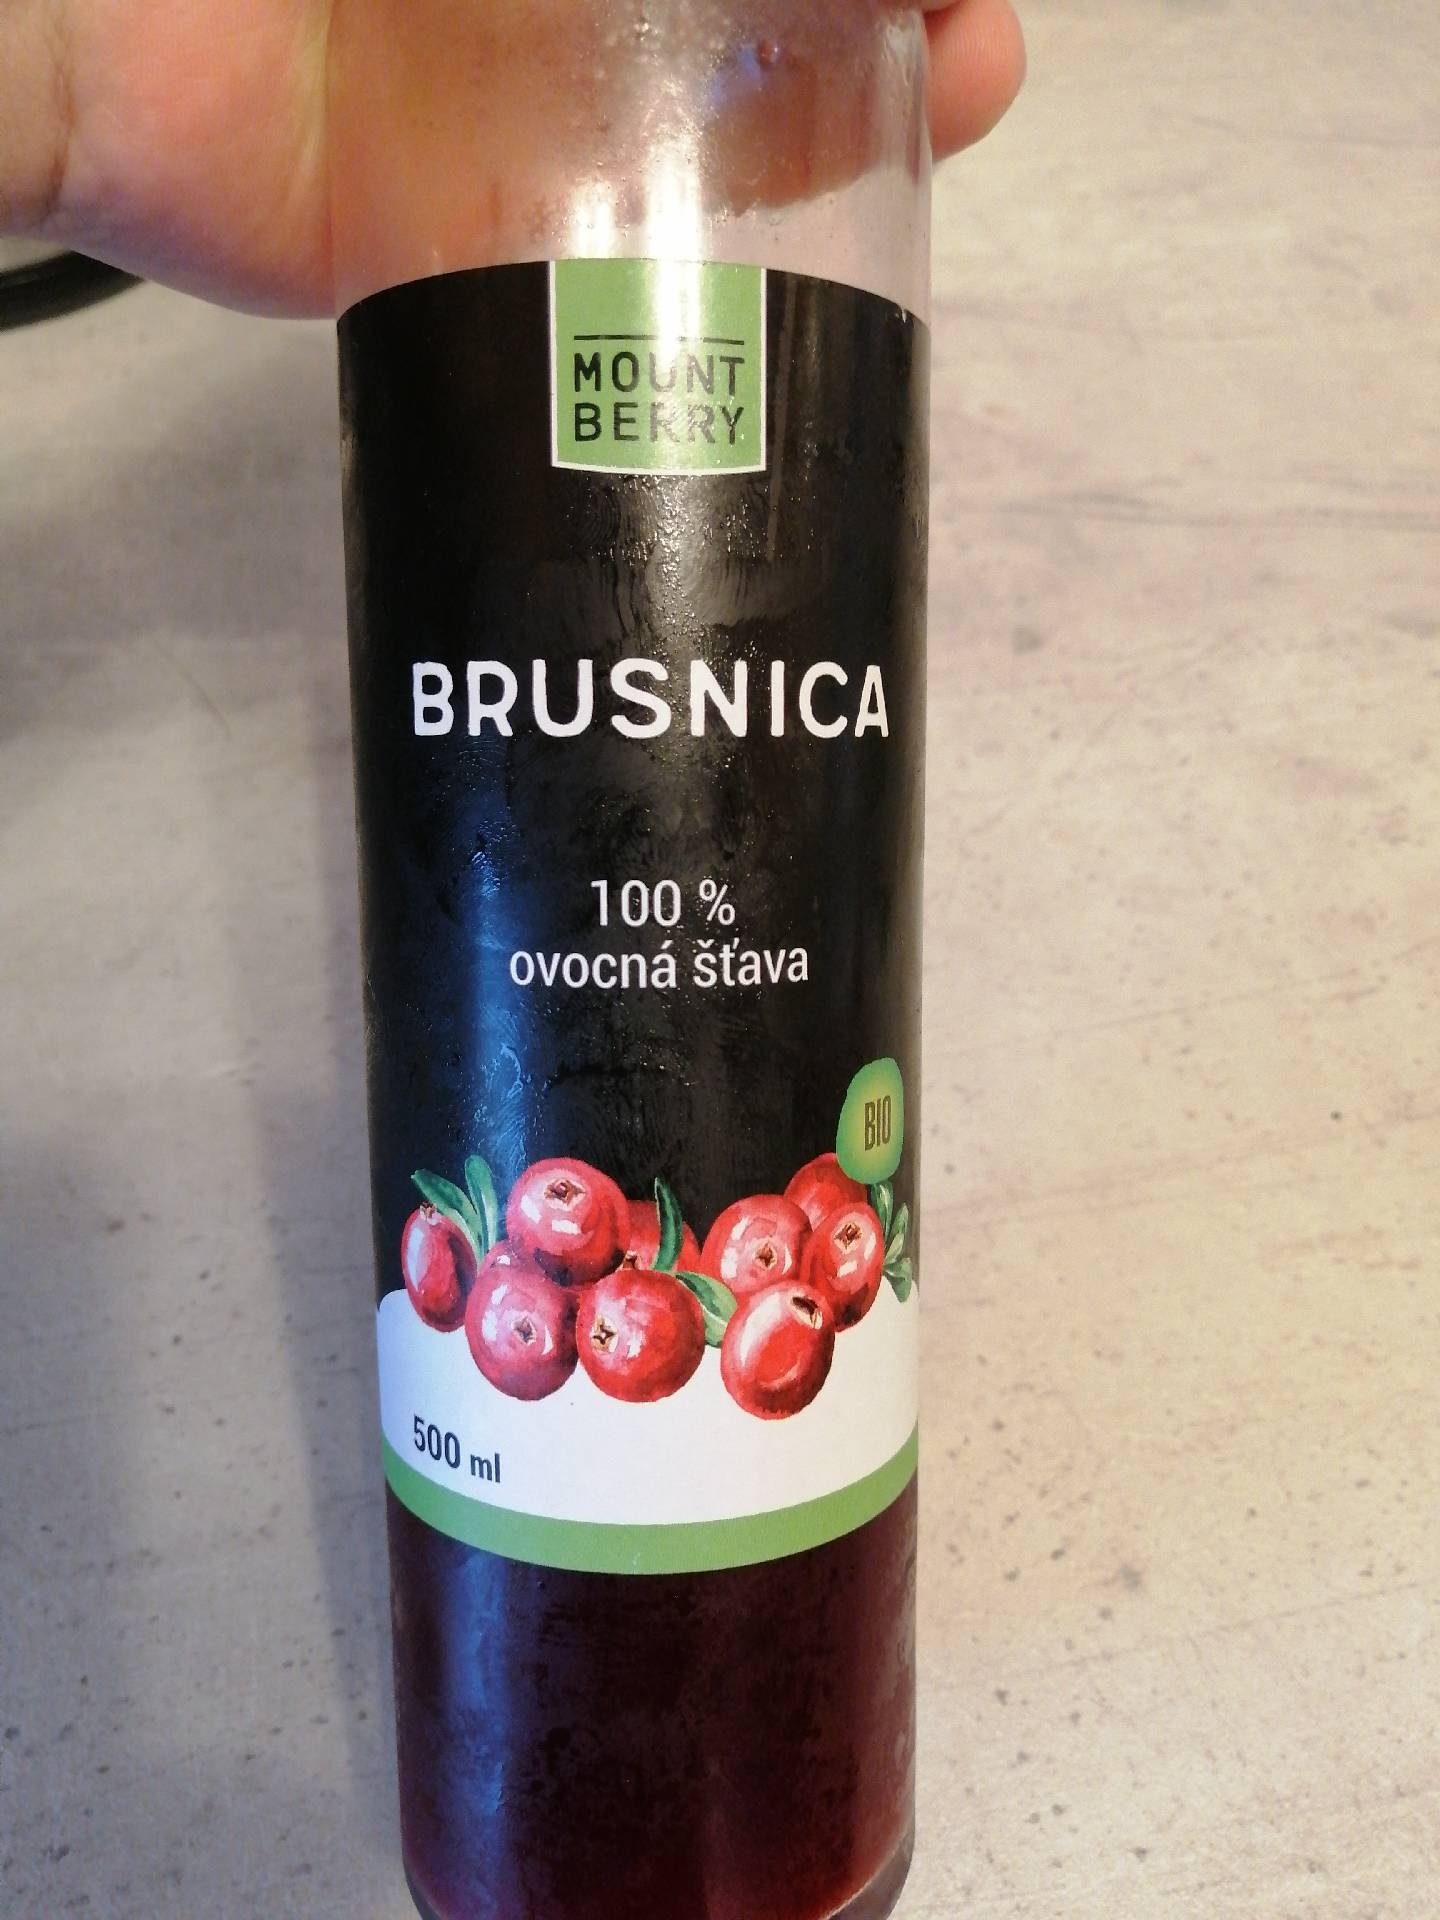 MOUNT
BERRY
BRUSNICA
100 %
ovocná šťava
BIO
500 ml